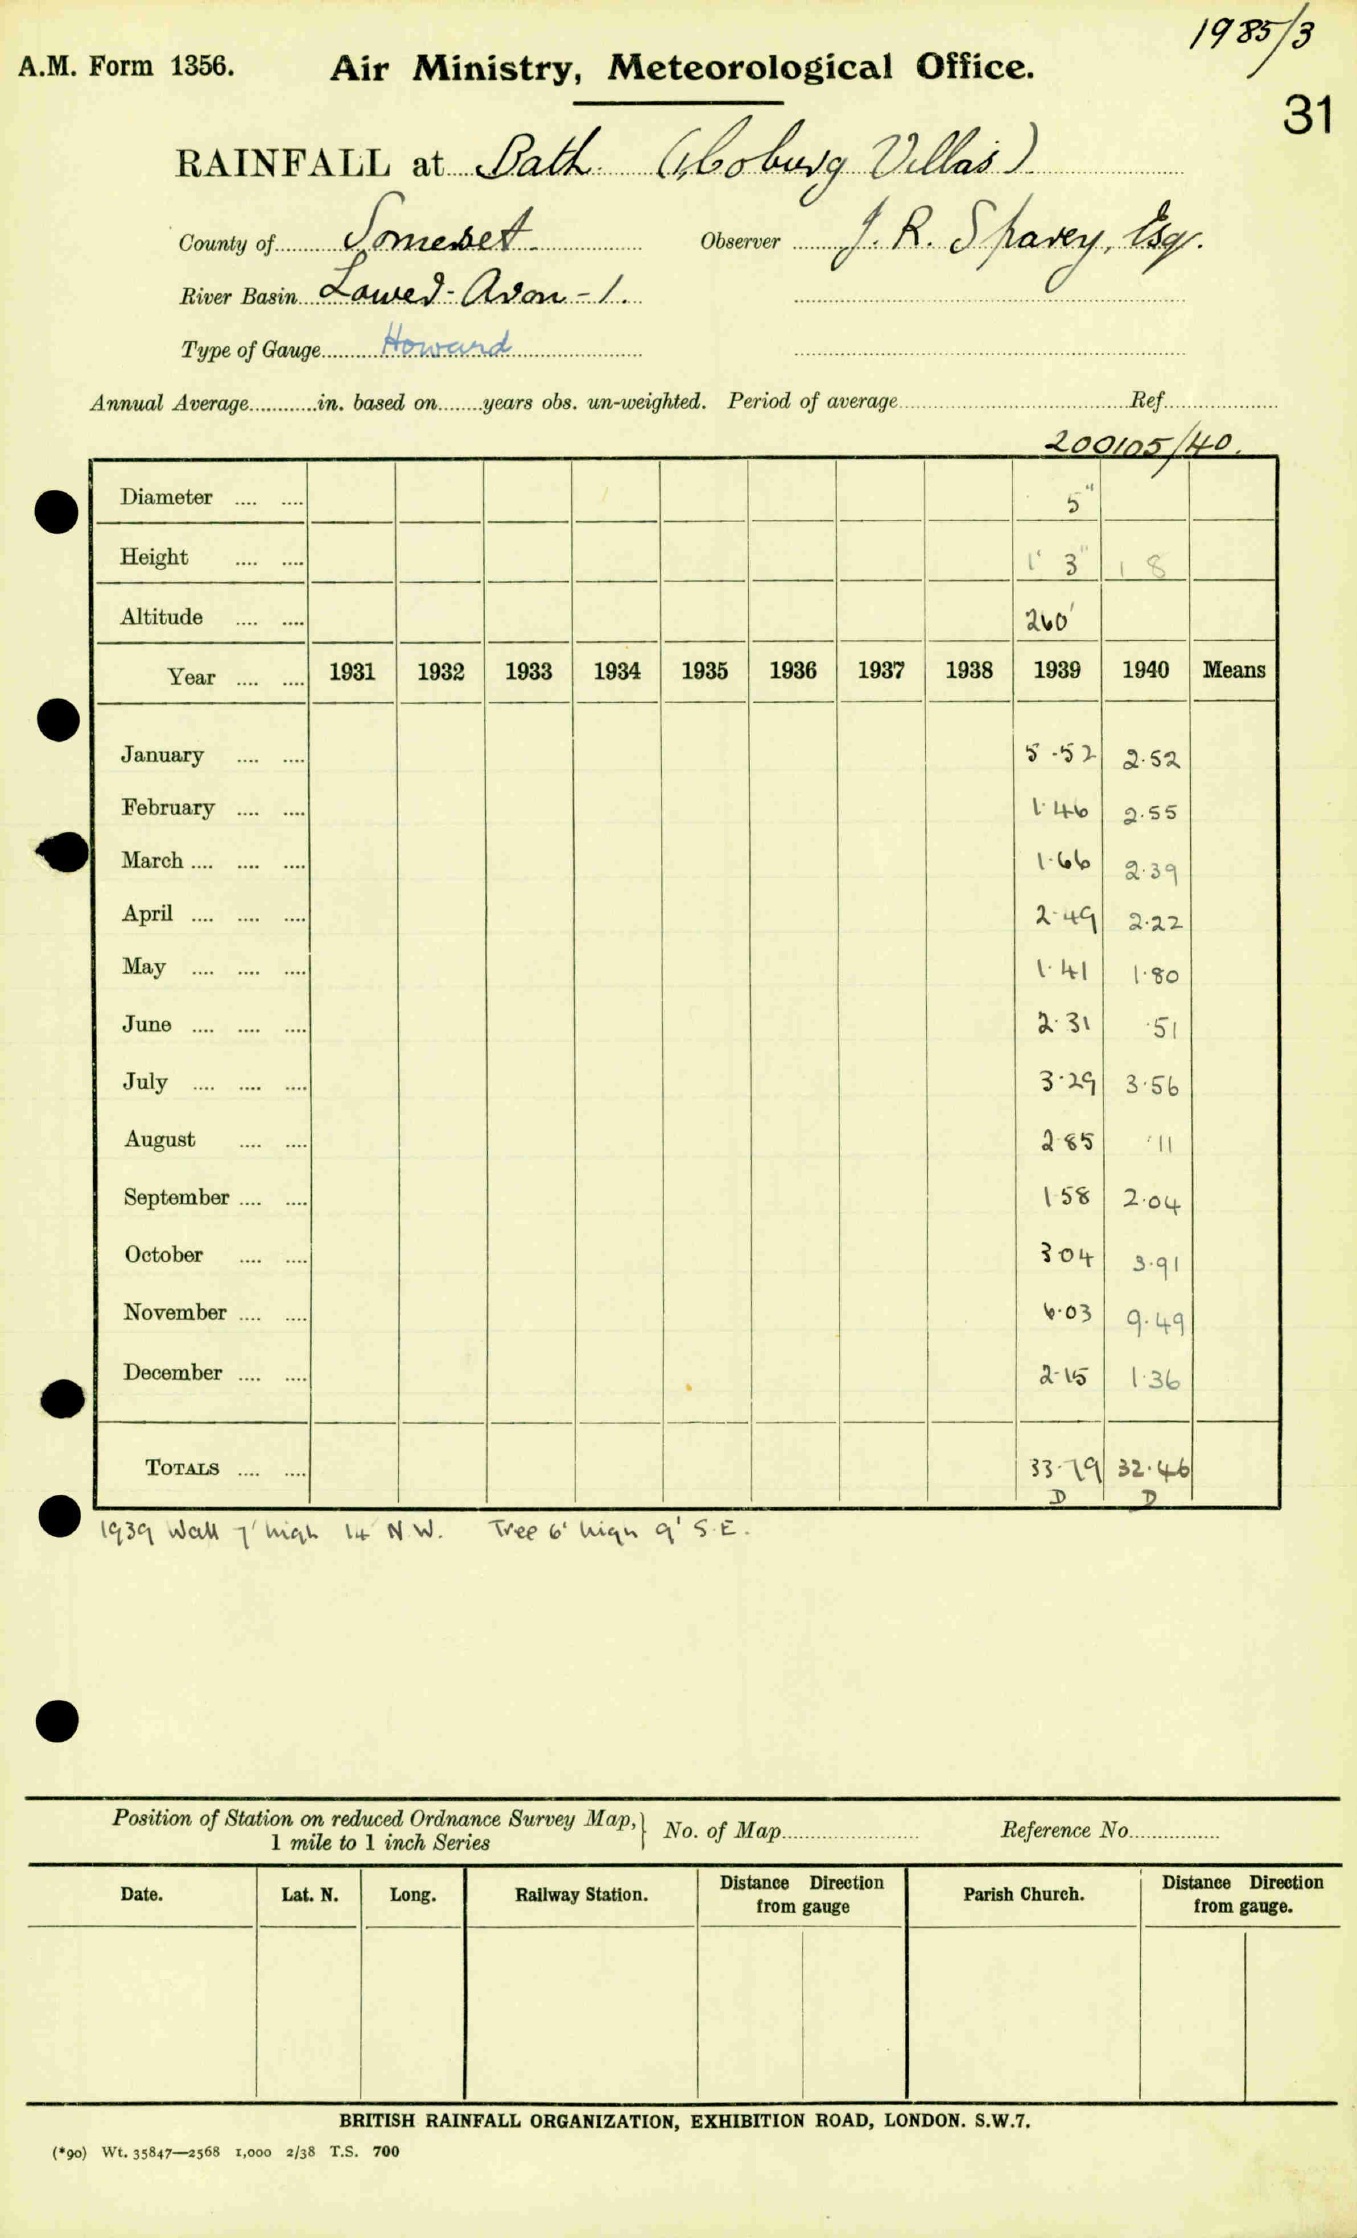 1985/3
A.M. Form 1356. Air Ministry, Meteorological Office.
31
RAINFALL at Bath. (1, Coburg Villas)
County of Somerset. Observer J. R. Spavey, Esq.
River Basin Lower Avon - 1.
Type of Gauge Howard
Annual Average in. based on years obs. un-weighted. Period of average Ref.
200105/40.
Diameter 5"
Height 1' 3" 1 8
Altitude 260'
Year 1931 1932 1933 1934 1935 1936 1937 1938 1939 1940 Means
January 5.52 2.52
February 1.46 2.55
March 1.66 2.39
April 2.49 2.22
May 1.41 1.80
June 2.31 .51
July 3.29 3.56
August 2.85 .11
September 1.58 2.04
October 3.04 3.91
November 6.03 9.49
December 2.15 1.36
TOTALS 33.79 32.46
D D
1939 Wall 7' high 14' N.W. Tree 6' high 9' S.E.
Position of Station on reduced Ordnance Survey Map, 1 mile to 1 inch Series } No. of Map Reference No.
Date. Lat. N. Long. Railway Station. Distance Direction from gauge Parish Church. Distance Direction from gauge.
BRITISH RAINFALL ORGANIZATION, EXHIBITION ROAD, LONDON. S.W.7.
(*90) Wt. 35847—2568 1,000 2/38 T.S. 700